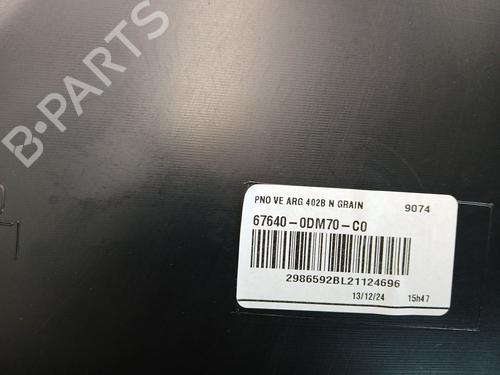 B-PARTS
PNO VE ARG 402B N GRAIN 9074
67640-0DM70-C0
2986592BL21124696
13/12/24 15h47